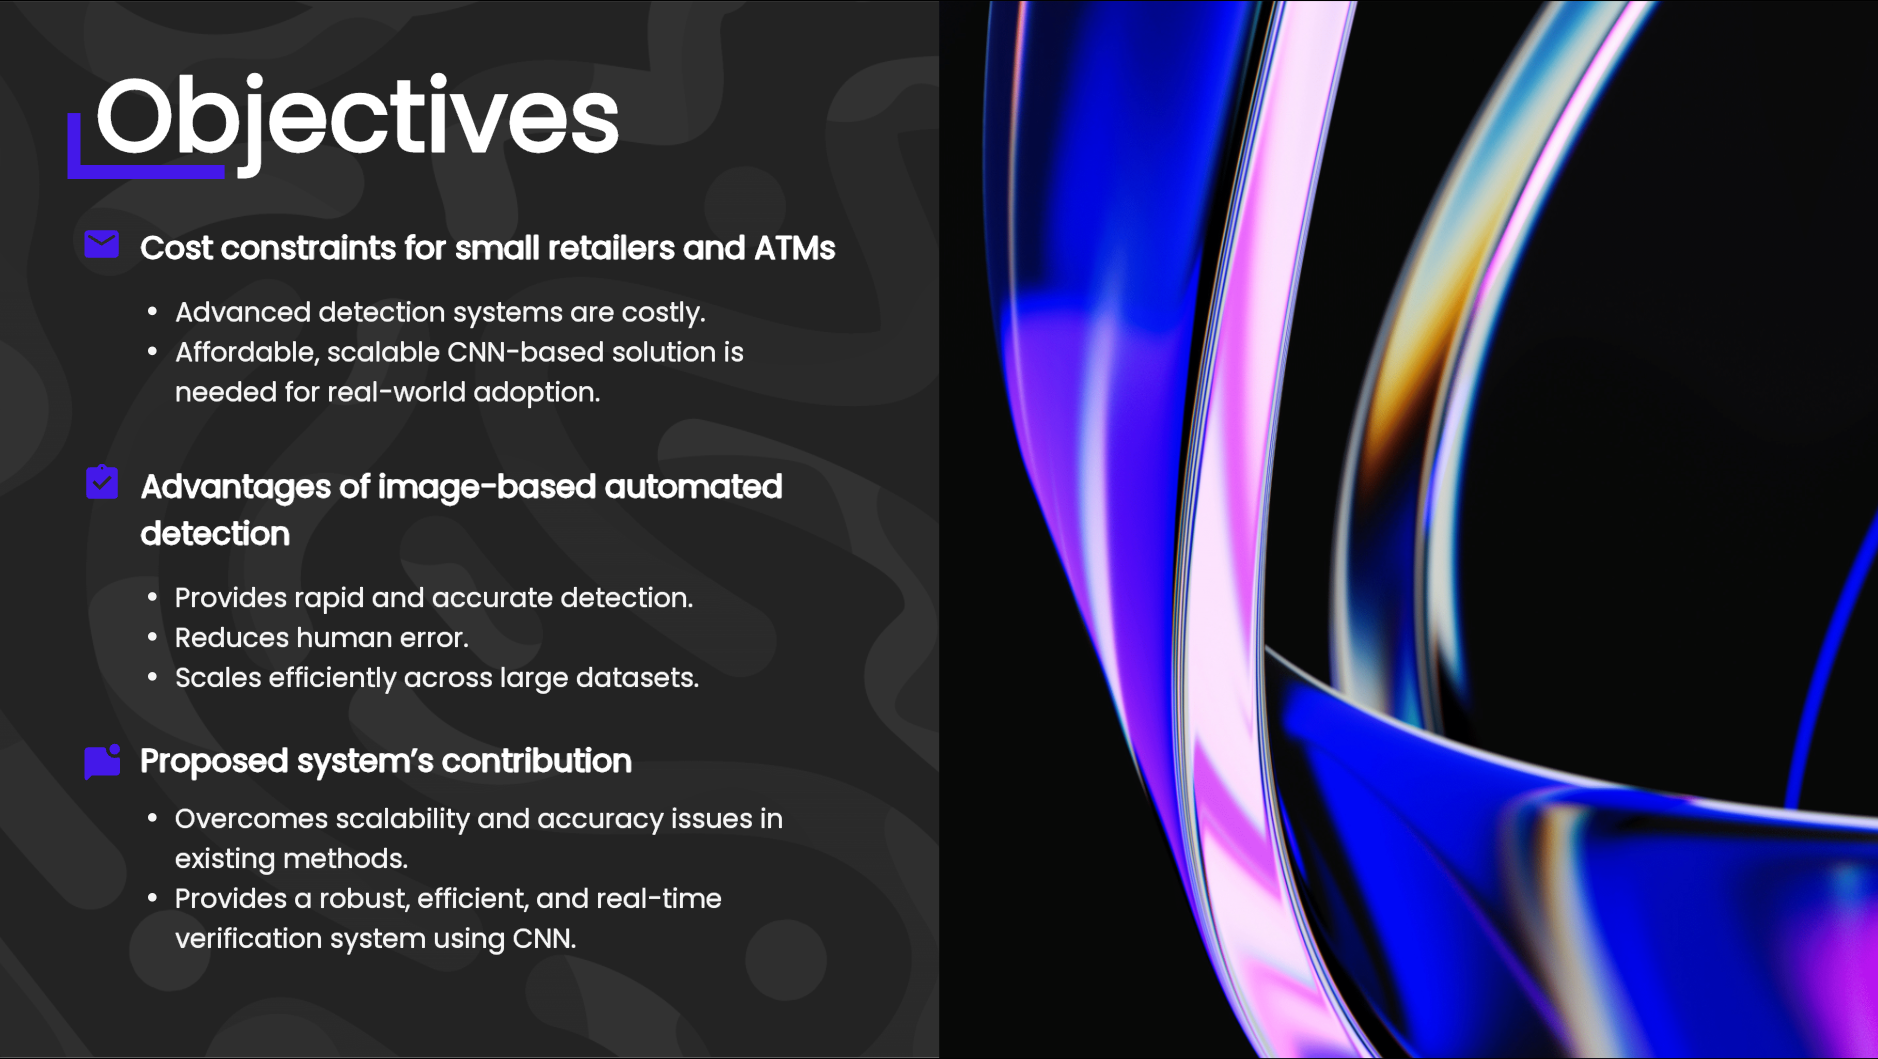 Objectives
Cost constraints for small retailers and ATMs
• Advanced detection systems are costly.
• Affordable, scalable CNN-based solution is
needed for real-world adoption.
Advantages of image-based automated
detection
• Provides rapid and accurate detection.
• Reduces human error.
• Scales efficiently across large datasets.
Proposed system’s contribution
• Overcomes scalability and accuracy issues in
existing methods.
• Provides a robust, efficient, and real-time
verification system using CNN.